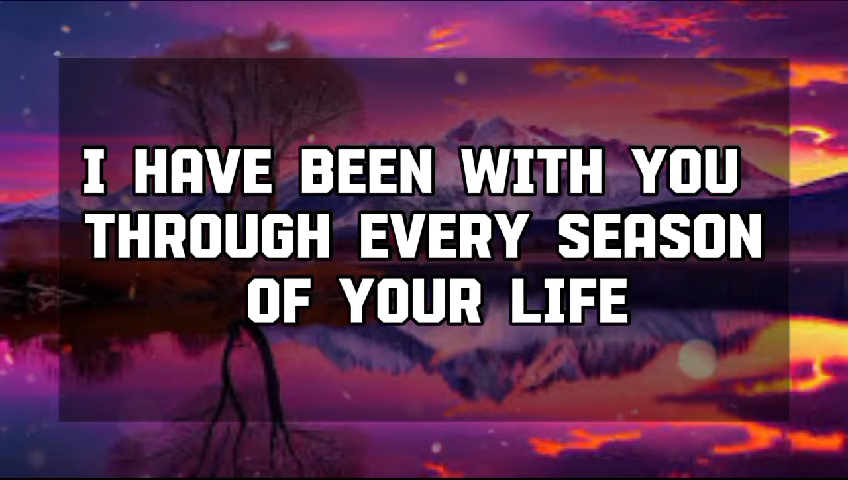 I HAVE BEEN WITH YOU
THROUGH EVERY SEASON
OF YOUR LIFE